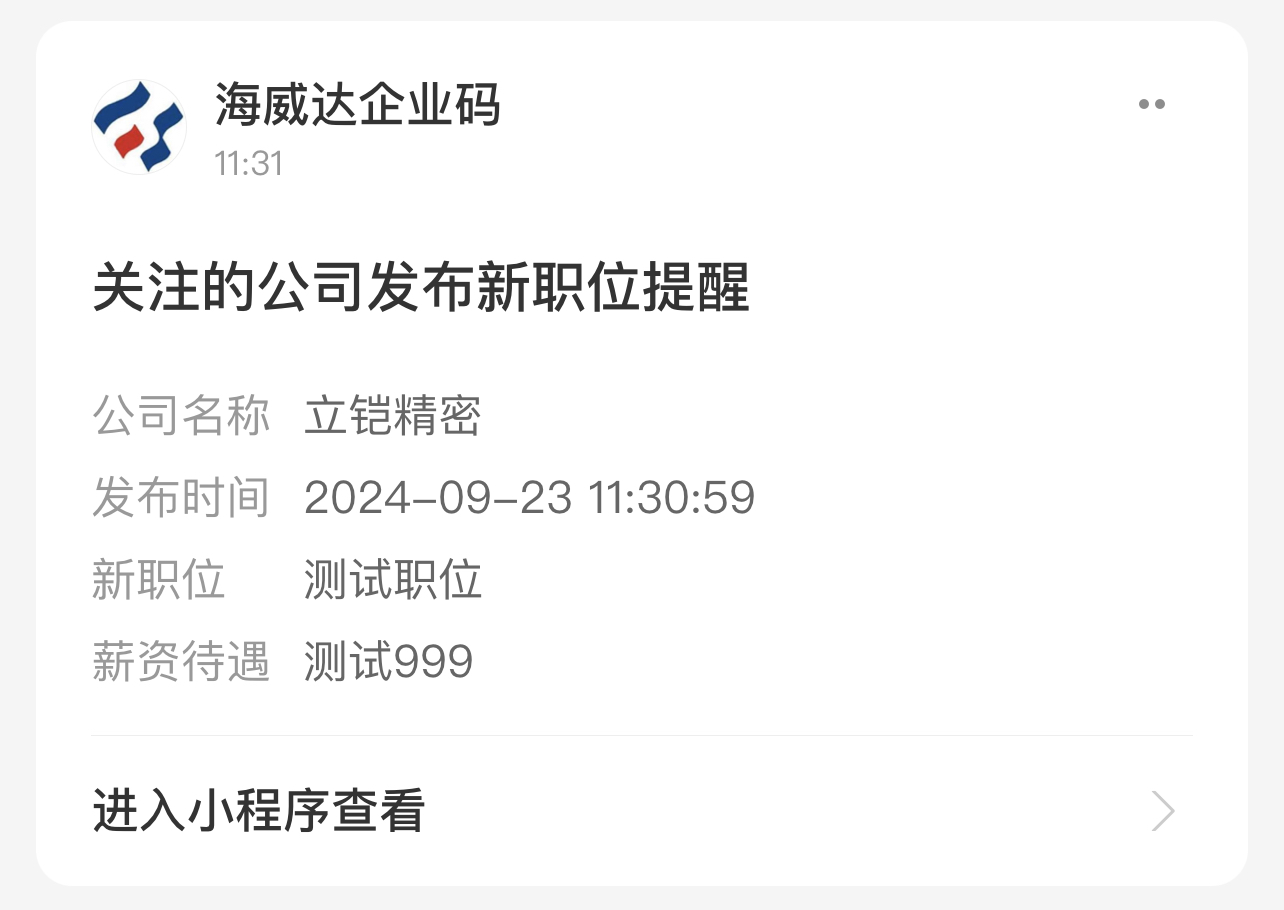 海威达企业码
11:31
关注的公司发布新职位提醒
公司名称 立铠精密
发布时间 2024-09-23 11:30:59
新职位 测试职位
薪资待遇 测试999
进入小程序查看